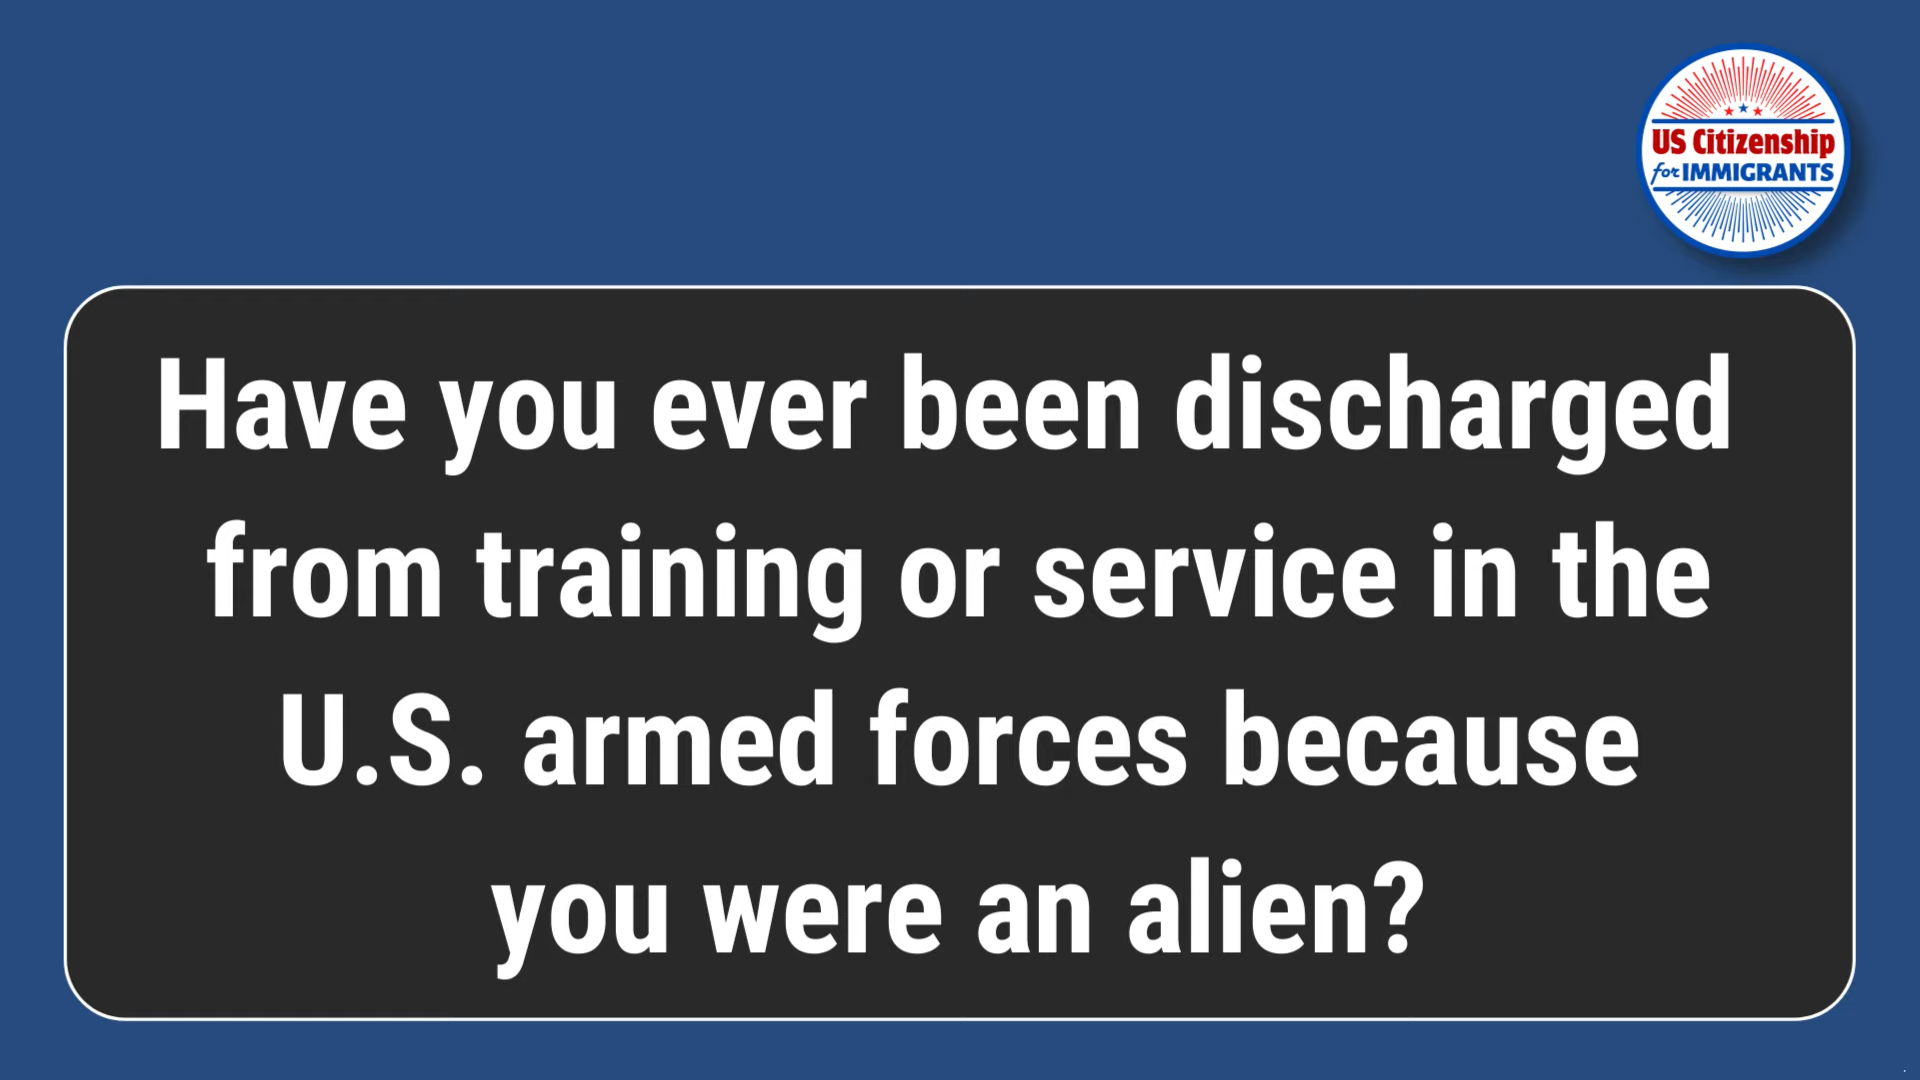 US Citizenship
for IMMIGRANTS
Have you ever been discharged
from training or service in the
U.S. armed forces because
you were an alien?